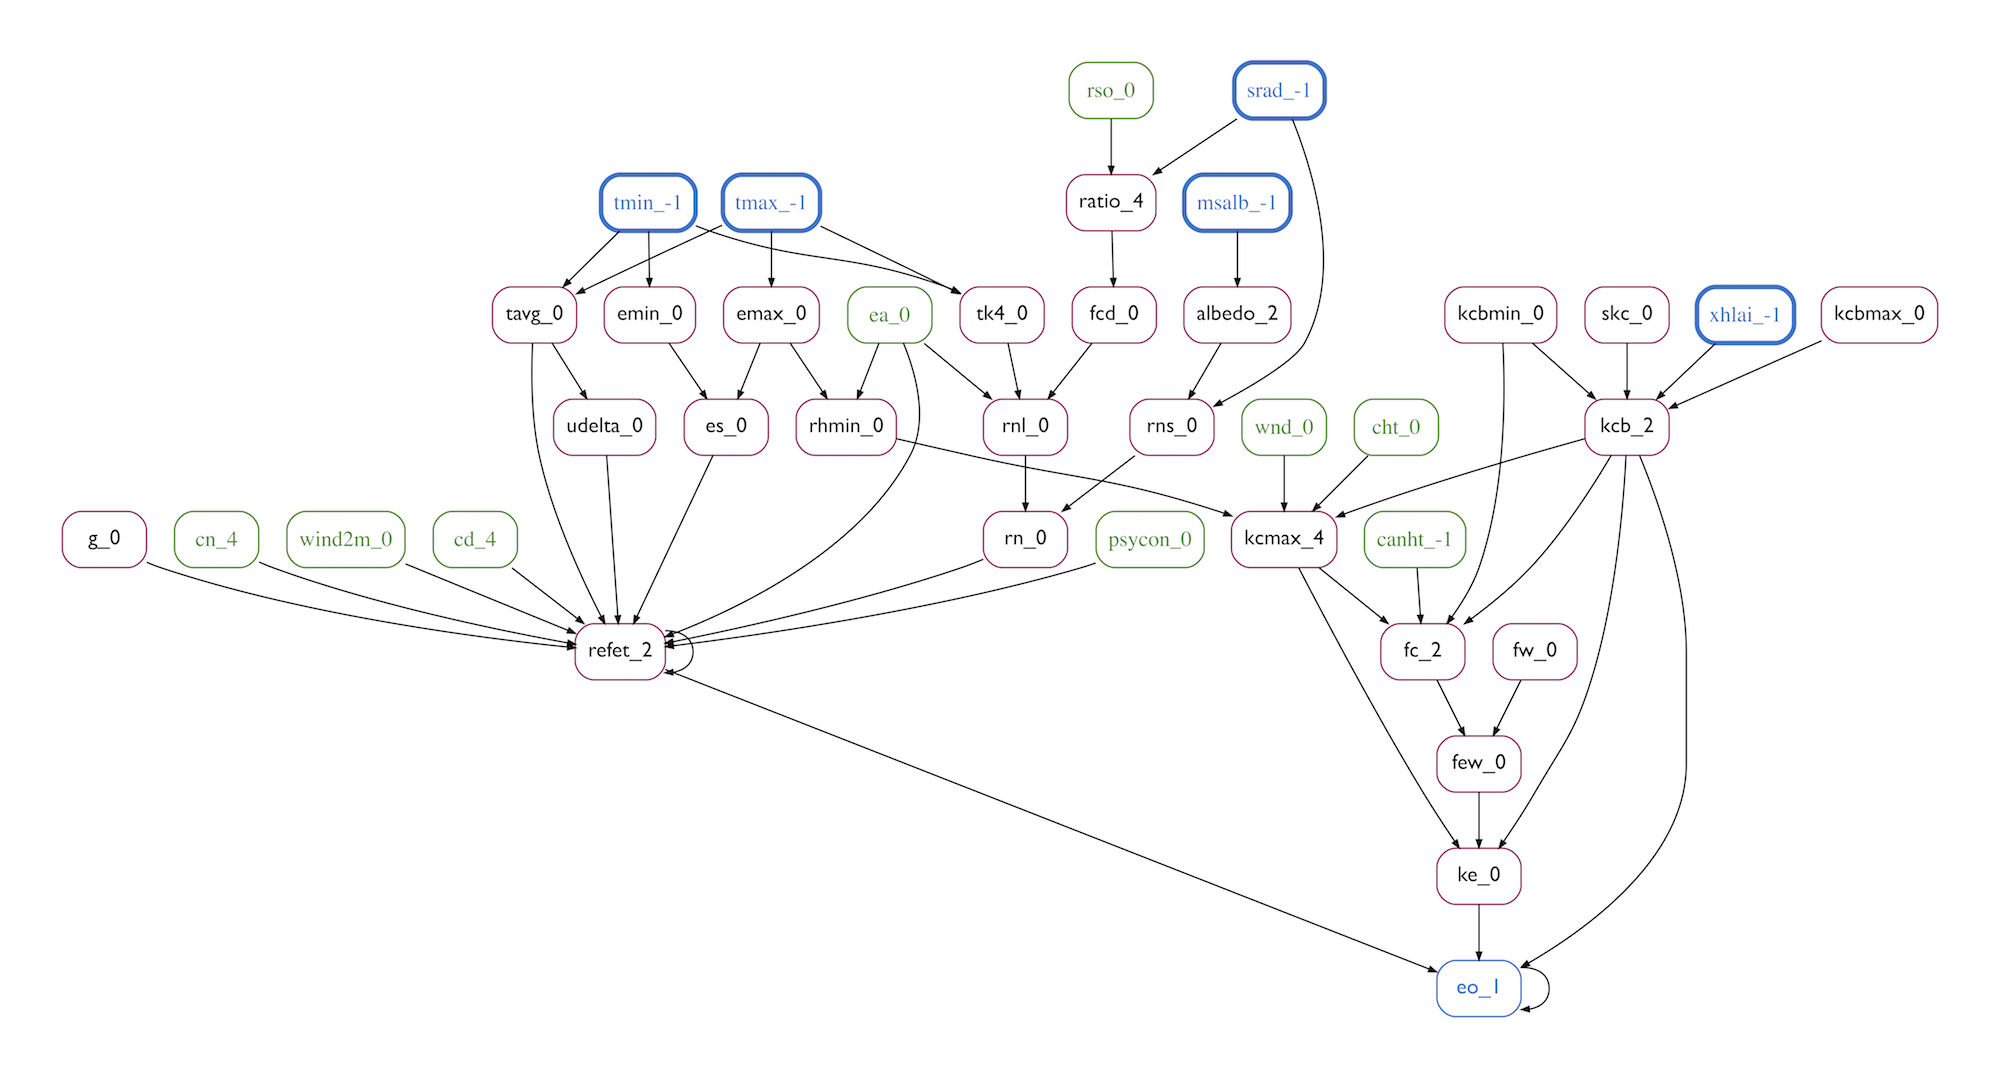 rso_0
srad_-1
tmin_-1
tmax_-1
ratio_4
msalb_-1
tavg_0
emin_0
emax_0
ea_0
tk4_0
fcd_0
albedo_2
kcbmin_0
skc_0
xhlai_-1
kcbmax_0
udelta_0
es_0
rhmin_0
rnl_0
rns_0
wnd_0
cht_0
kcb_2
g_0
cn_4
wind2m_0
cd_4
rn_0
psycon_0
kcmax_4
canht_-1
refet_2
fc_2
fw_0
few_0
ke_0
eo_1